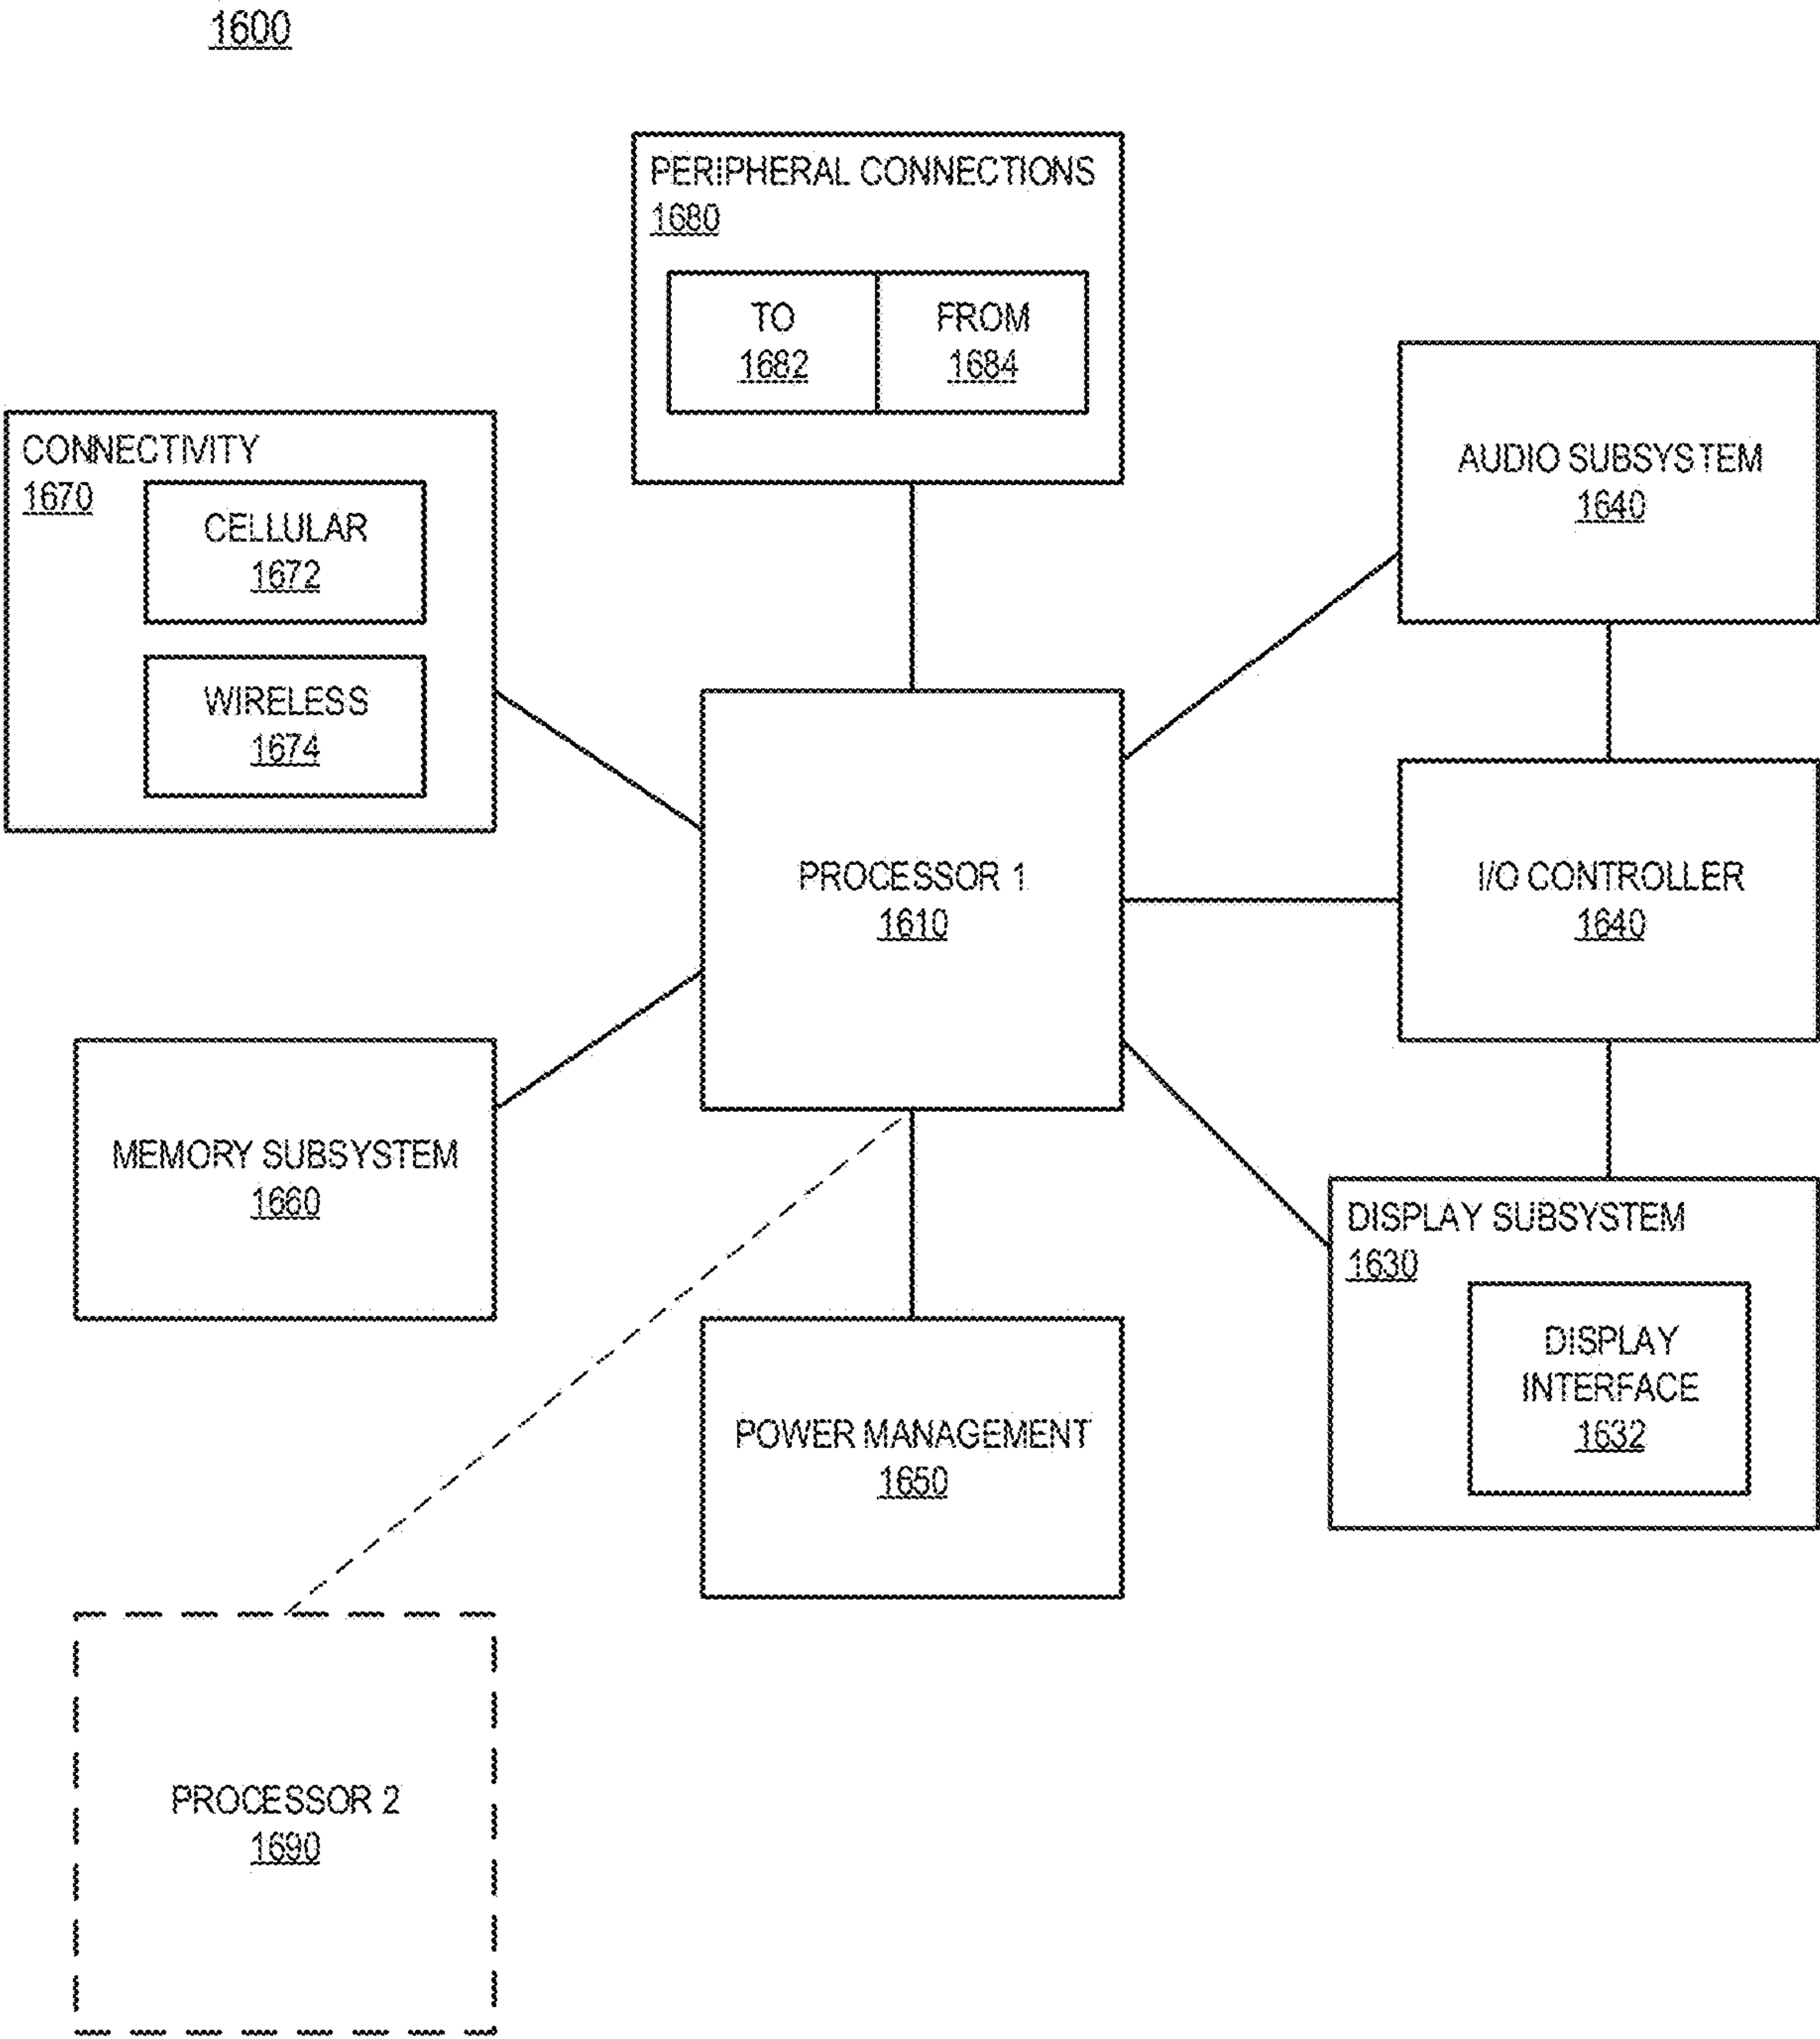 1600
PERIPHERAL CONNECTIONS
1680
TO
1682
FROM
1684
CONNECTIVITY
1670
CELLULAR
1672
WIRELESS
1674
AUDIO SUBSYSTEM
1640
PROCESSOR 1
1610
I/O CONTROLLER
1640
MEMORY SUBSYSTEM
1660
DISPLAY SUBSYSTEM
1630
DISPLAY
INTERFACE
1632
POWER MANAGEMENT
1650
PROCESSOR 2
1690